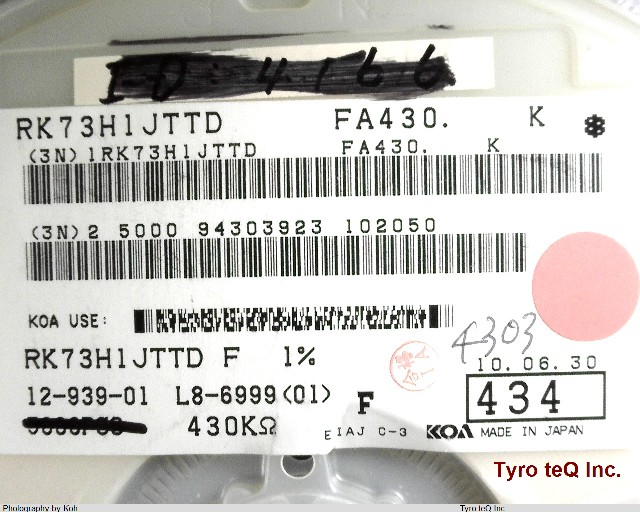 ID: 4166
RK73H1JTTD FA430. K *
(3N) 1RK73H1JTTD FA430. K
(3N) 2 5000 94303923 102050
KOA USE:
4303
RK73H1JTTD F 1%
10.06.30
12-939-01 L8-6999(01) F
434
430KΩ
EIAJ C-3 KOA MADE IN JAPAN
Tyro teQ Inc.
Photography by Koh Tyro teQ Inc